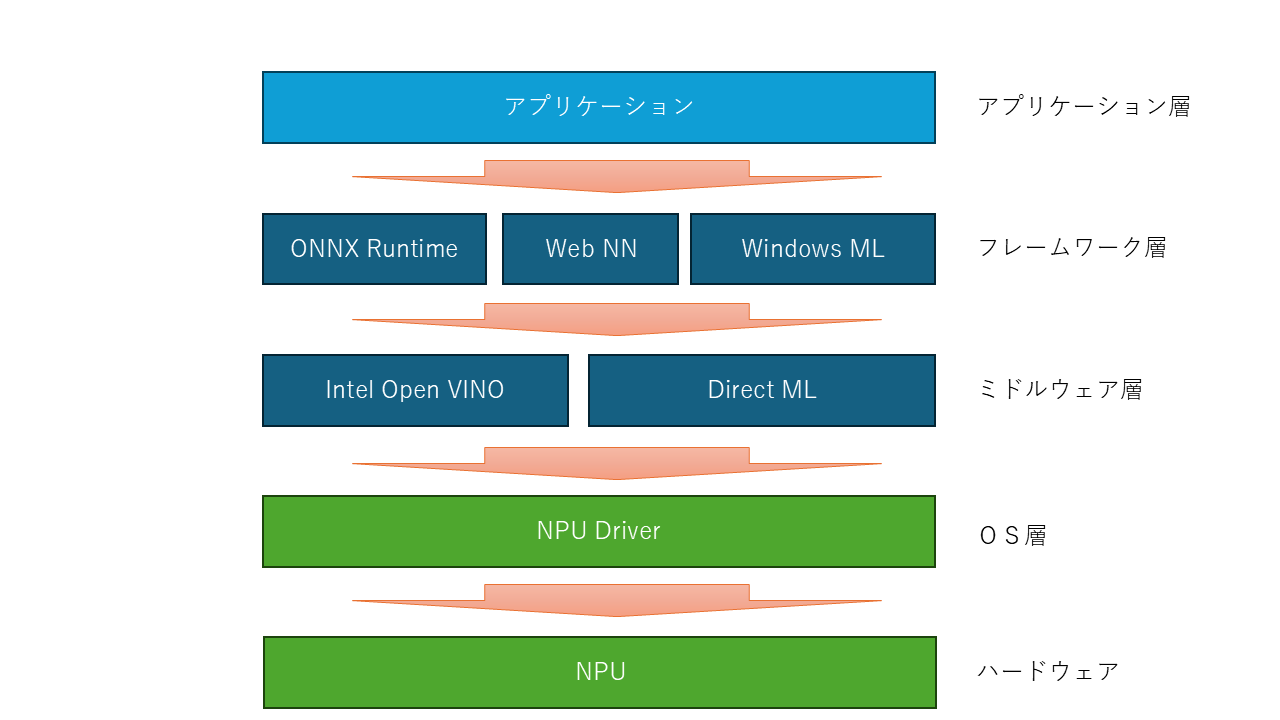 アプリケーション
アプリケーション層
ONNX Runtime
Web NN
Windows ML
フレームワーク層
Intel Open VINO
Direct ML
ミドルウェア層
NPU Driver
ＯＳ層
NPU
ハードウェア